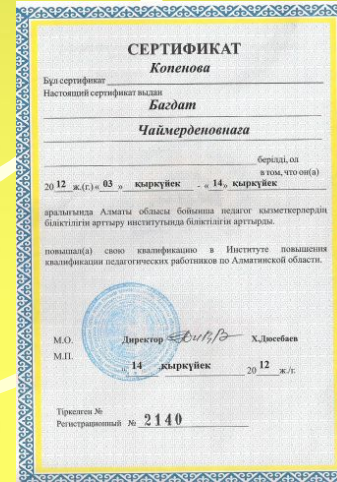 СЕРТИФИКАТ
Копенова
Бұл сертификат
Настоящий сертификат выдан
Багдат
Чаймерденовнаға
берілді, ол
в том, что он(а)
20 12 ж.(г.) « 03 » қыркүйек - « 14 » қыркүйек
аралығында Алматы облысы бойынша педагог қызметкерлердің
біліктілігін арттыру институтында біліктілігін арттырды.
повышал(а) свою квалификацию в Институте повышения
квалификации педагогических работников по Алматинской области.
М.О. Директор Х.Дюсебаев
М.П.
" 14 " қыркүйек 20 12 ж./г.
Тіркелген №
Регистрационный № 2140